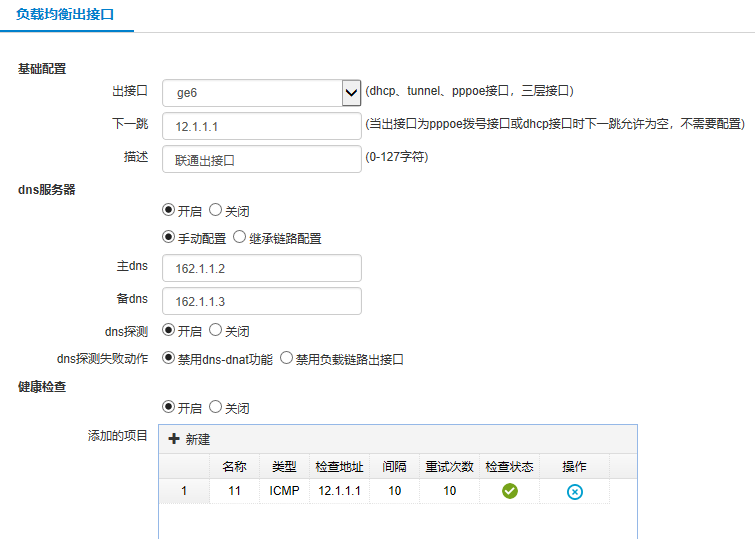 负载均衡出接口
基础配置
出接口 ge6 (dhcp、tunnel、pppoe接口，三层接口)
下一跳 12.1.1.1 (当出接口为pppoe拨号接口或dhcp接口时下一跳允许为空，不需要配置)
描述 联通出接口 (0-127字符)
dns服务器
开启 关闭
手动配置 继承链路配置
主dns 162.1.1.2
备dns 162.1.1.3
dns探测 开启 关闭
dns探测失败动作 禁用dns-dnat功能 禁用负载链路出接口
健康检查
开启 关闭
添加的项目 新建
名称 类型 检查地址 间隔 重试次数 检查状态 操作
1 11 ICMP 12.1.1.1 10 10